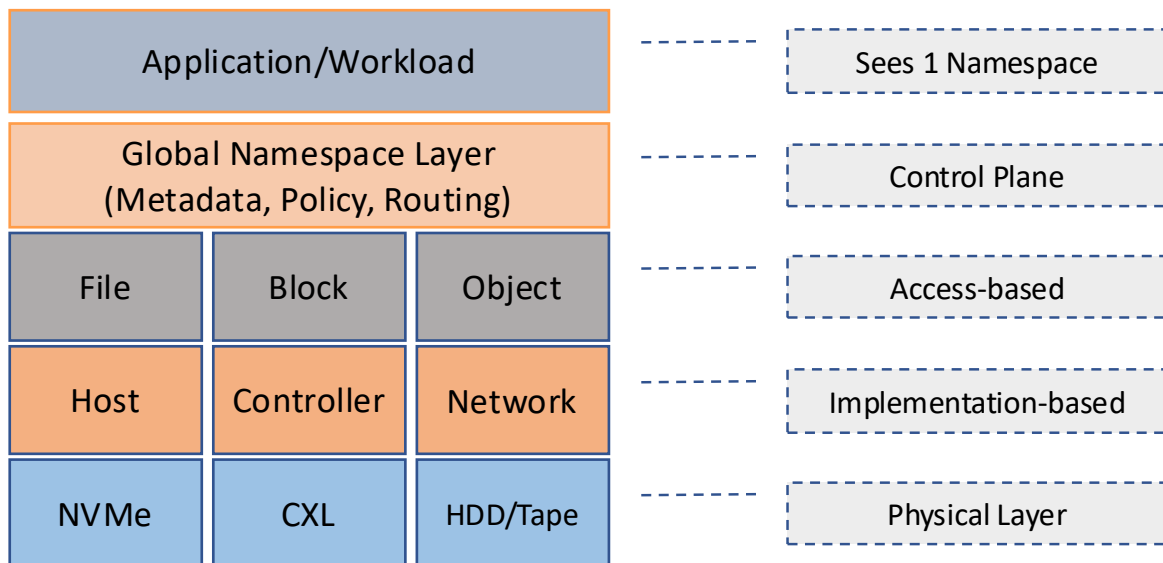 Application/Workload
Sees 1 Namespace
Global Namespace Layer
(Metadata, Policy, Routing)
Control Plane
File
Block
Object
Access-based
Host
Controller
Network
Implementation-based
NVMe
CXL
HDD/Tape
Physical Layer